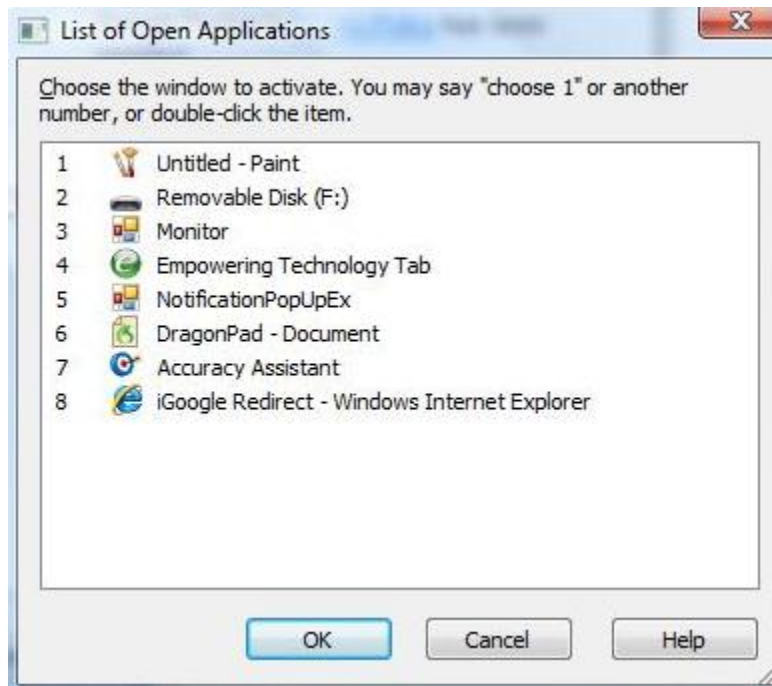 List of Open Applications
Choose the window to activate. You may say "choose 1" or another
number, or double-click the item.
1 Untitled - Paint
2 Removable Disk (F:)
3 Monitor
4 Empowering Technology Tab
5 NotificationPopUpEx
6 DragonPad - Document
7 Accuracy Assistant
8 iGoogle Redirect - Windows Internet Explorer
OK Cancel Help